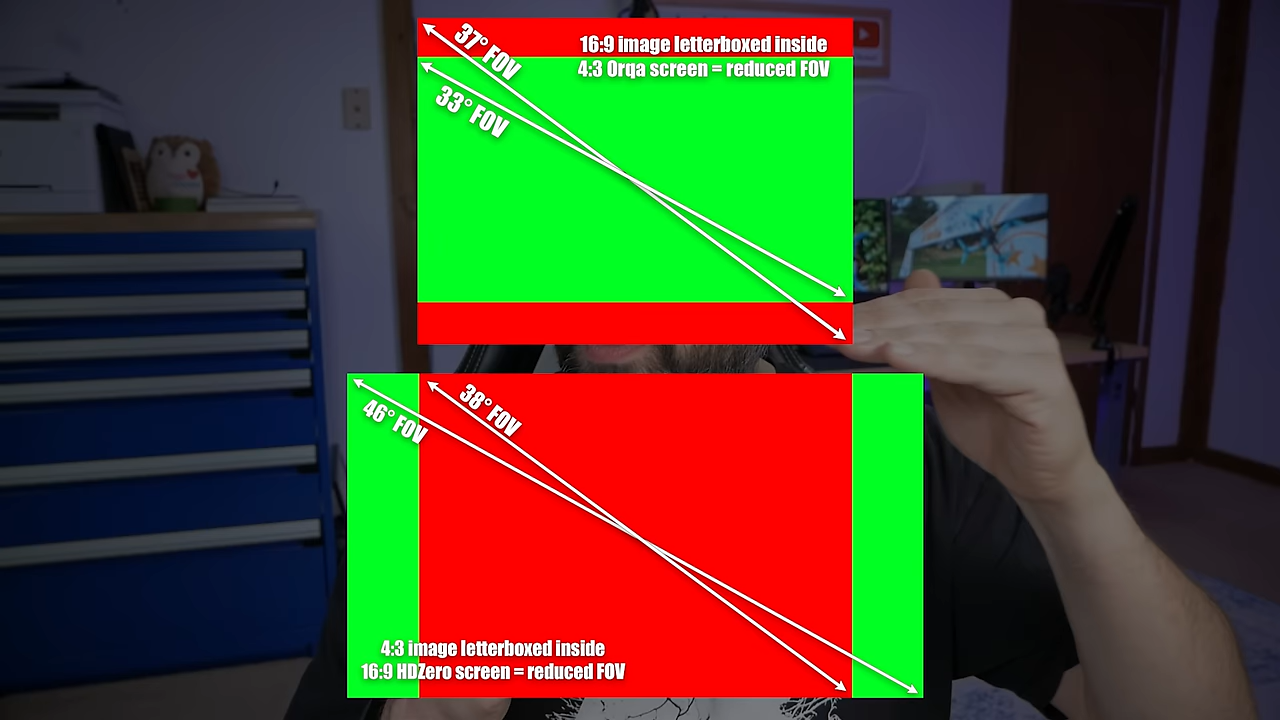 37° FOV
16:9 image letterboxed inside
4:3 Orqa screen = reduced FOV
33° FOV
38° FOV
46° FOV
4:3 image letterboxed inside
16:9 HDZero screen = reduced FOV